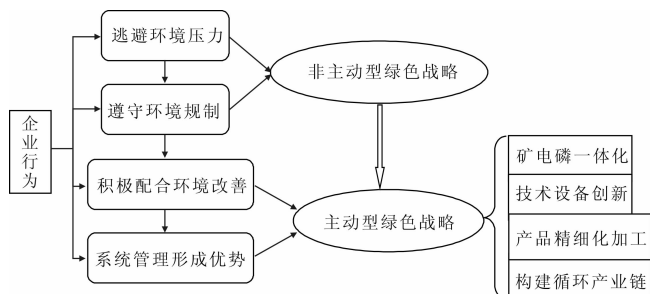 企业行为
逃避环境压力
遵守环境规制
积极配合环境改善
系统管理形成优势
非主动型绿色战略
主动型绿色战略
矿电磷一体化
技术设备创新
产品精细化加工
构建循环产业链